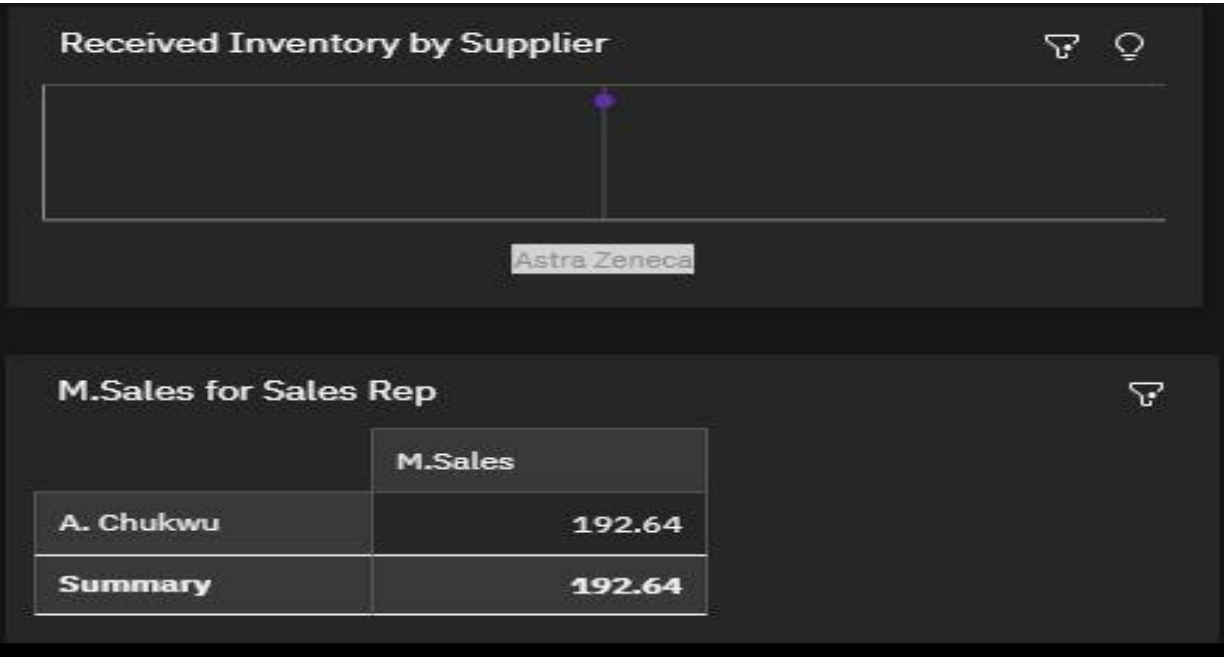 Received Inventory by Supplier
Astra Zeneca
M.Sales for Sales Rep
M.Sales
A. Chukwu 192.64
Summary 192.64